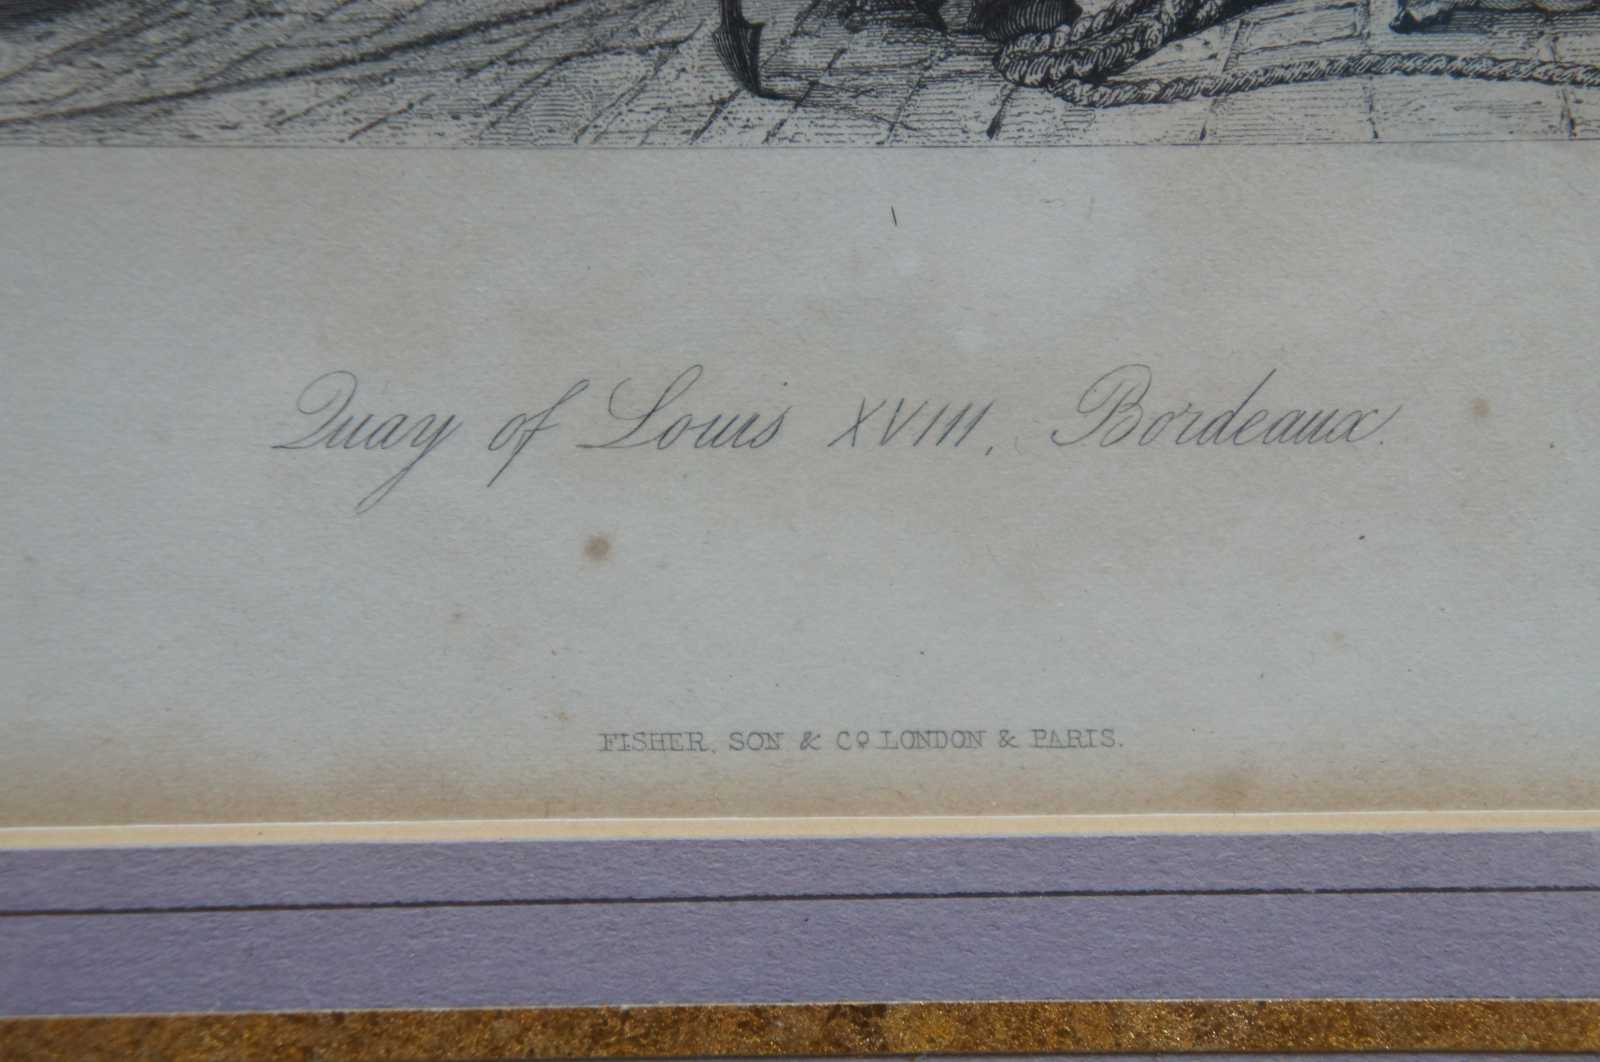 Quay of Louis XVIII, Bordeaux.
FISHER, SON & Cº LONDON & PARIS.